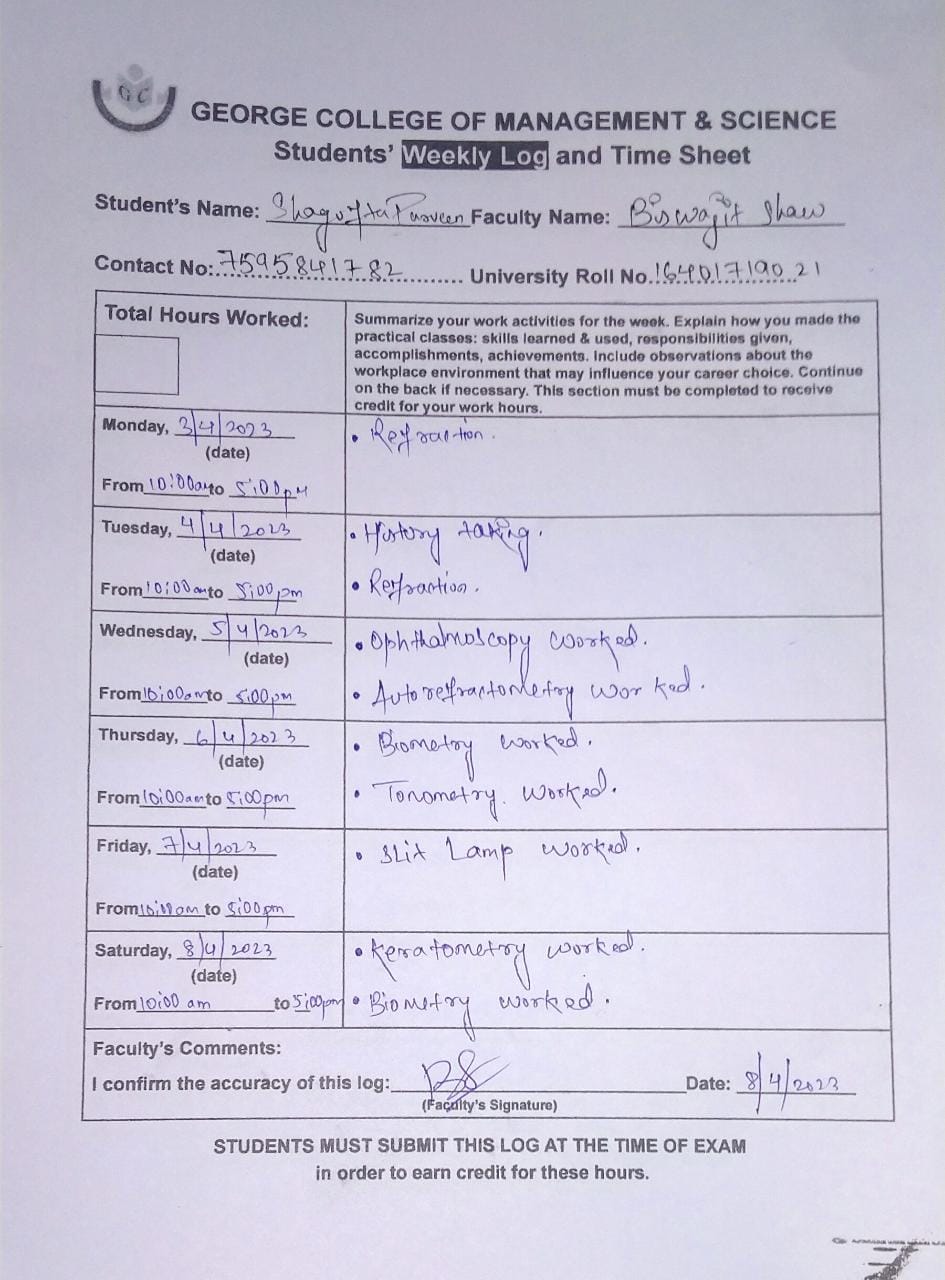 GC
GEORGE COLLEGE OF MANAGEMENT & SCIENCE
Students' Weekly Log and Time Sheet
Student's Name: Shagufta Parveen Faculty Name: Biswajit Shaw
Contact No: 7595841782 University Roll No. 16401719021
Total Hours Worked:
Summarize your work activities for the week. Explain how you made the
practical classes: skills learned & used, responsibilities given,
accomplishments, achievements. Include observations about the
workplace environment that may influence your career choice. Continue
on the back if necessary. This section must be completed to receive
credit for your work hours.
Monday, 3/4/2023
(date)
From 10:00am to 5:00pm
• Refraction.
Tuesday, 4/4/2023
(date)
From 10:00am to 5:00pm
• History taking.
• Refraction.
Wednesday, 5/4/2023
(date)
From 10:00am to 5:00pm
• Ophthalmoscopy worked.
• Autorefractometry worked.
Thursday, 6/4/2023
(date)
From 10:00am to 5:00pm
• Biometry worked.
• Tonometry. Worked.
Friday, 7/4/2023
(date)
From 10:00am to 5:00pm
• Slit Lamp worked.
Saturday, 8/4/2023
(date)
From 10:00 am to 5:00pm
• Keratometry worked.
• Biometry worked.
Faculty's Comments:
I confirm the accuracy of this log: Date: 8/4/2023
(Faculty's Signature)
STUDENTS MUST SUBMIT THIS LOG AT THE TIME OF EXAM
in order to earn credit for these hours.